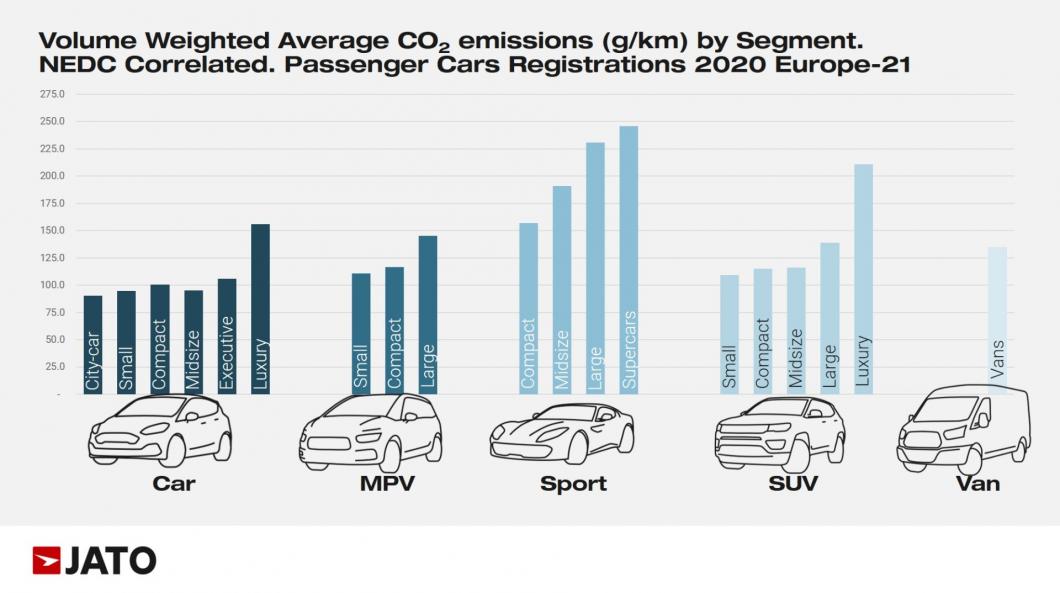 Volume Weighted Average CO₂ emissions (g/km) by Segment.
NEDC Correlated. Passenger Cars Registrations 2020 Europe-21
275.0
250.0
225.0
200.0
175.0
150.0
125.0
100.0
75.0
50.0
25.0
-
City-car
Small
Compact
Midsize
Executive
Luxury
Small
Compact
Large
Compact
Midsize
Large
Supercars
Small
Compact
Midsize
Large
Luxury
Vans
Car
MPV
Sport
SUV
Van
JATO